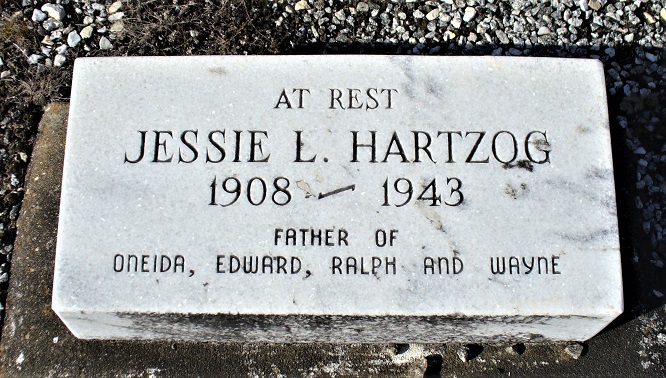 AT REST
JESSIE L. HARTZOG
1908 — 1943
FATHER OF
ONEIDA, EDWARD, RALPH AND WAYNE